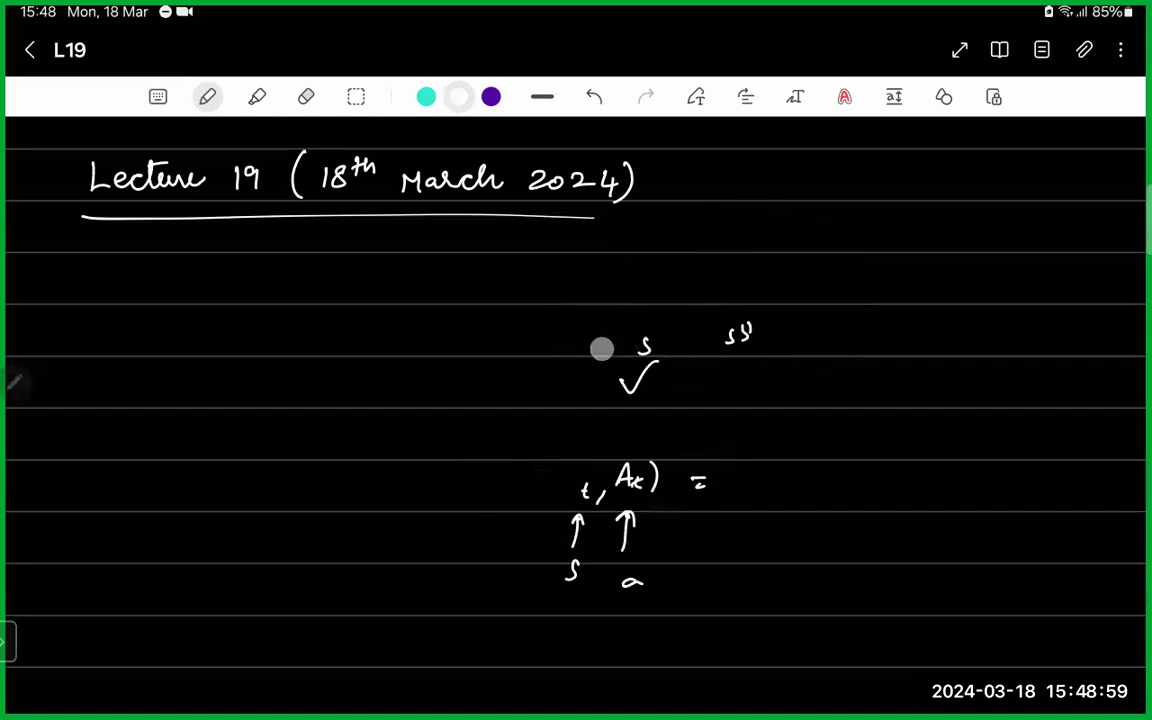 15:48 Mon, 18 Mar 85%
L19
Lecture 19 (18th March 2024)
s ss'
t, At) =
s a
2024-03-18 15:48:59